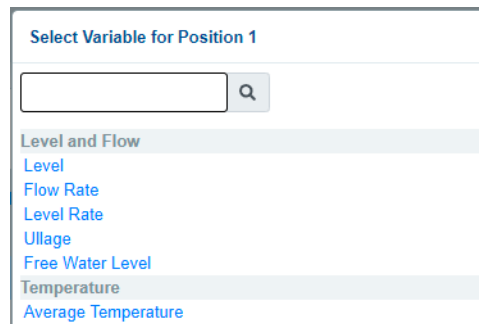 Select Variable for Position 1
Level and Flow
Level
Flow Rate
Level Rate
Ullage
Free Water Level
Temperature
Average Temperature